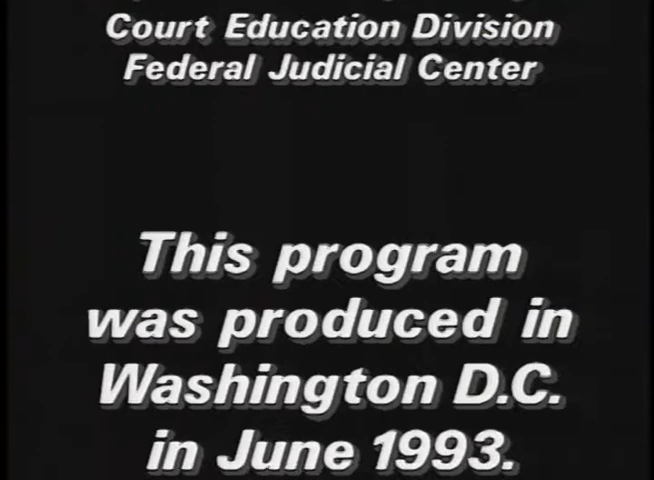 Court Education Division
Federal Judicial Center
This program
was produced in
Washington D.C.
in June 1993.